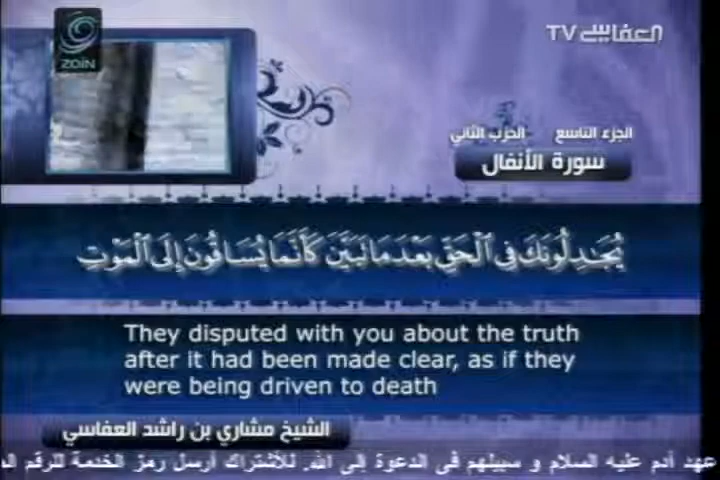 ZOIN
العفاسي TV
الجزء التاسع الحزب الثاني
سورة الأنفال
يُجَٰدِلُونَكَ فِي ٱلْحَقِّ بَعْدَمَا تَبَيَّنَ كَأَنَّمَا يُسَاقُونَ إِلَى ٱلْمَوْتِ
They disputed with you about the truth
after it had been made clear, as if they
were being driven to death
الشيخ مشاري بن راشد العفاسي
عهد آدم عليه السلام و سبيلهم في الدعوة إلى الله. للأشتراك أرسل رمز الخدمة للرقم